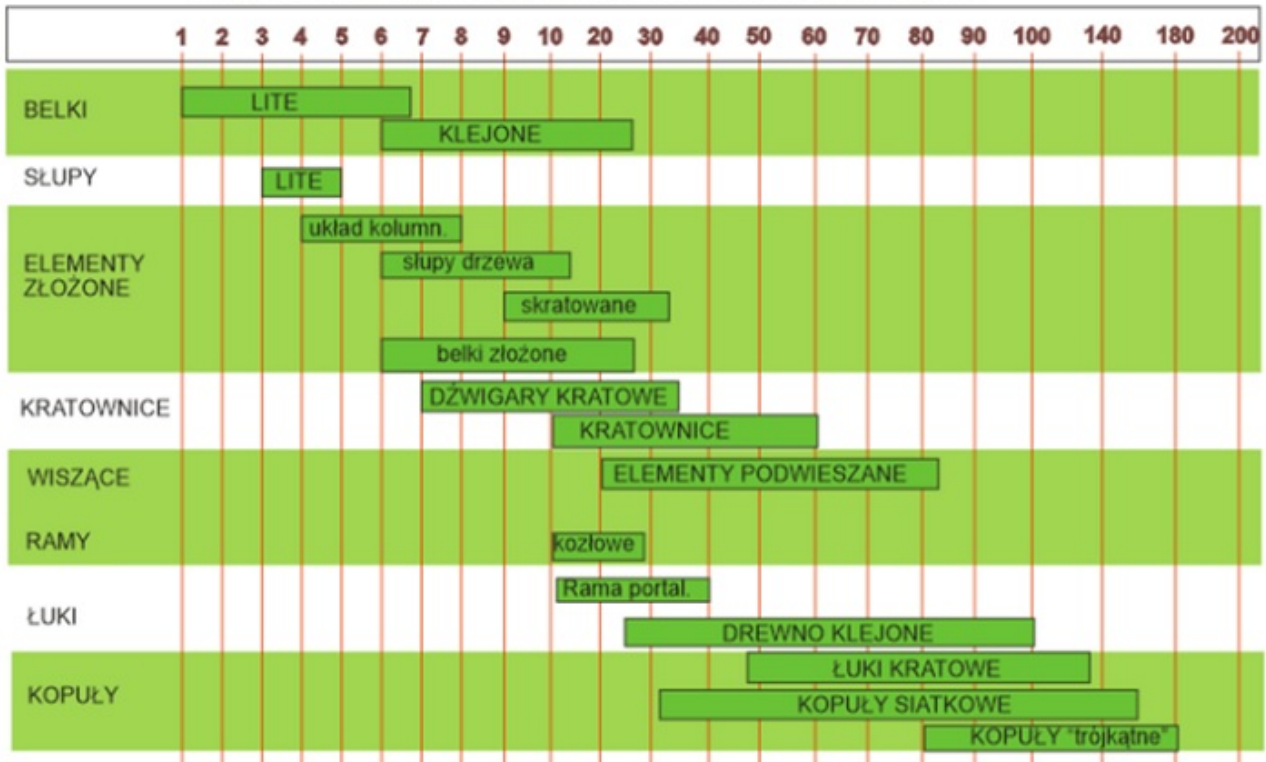 1 2 3 4 5 6 7 8 9 10 20 30 40 50 60 70 80 90 100 140 180 200
BELKI
LITE
KLEJONE
SŁUPY
LITE
ELEMENTY
ZŁOŻONE
układ kolumn.
słupy drzewa
skratowane
belki złożone
KRATOWNICE
DŹWIGARY KRATOWE
KRATOWNICE
WISZĄCE
ELEMENTY PODWIESZANE
RAMY
kozłowe
ŁUKI
Rama portal.
DREWNO KLEJONE
ŁUKI KRATOWE
KOPUŁY
KOPUŁY SIATKOWE
KOPUŁY "trójkątne"